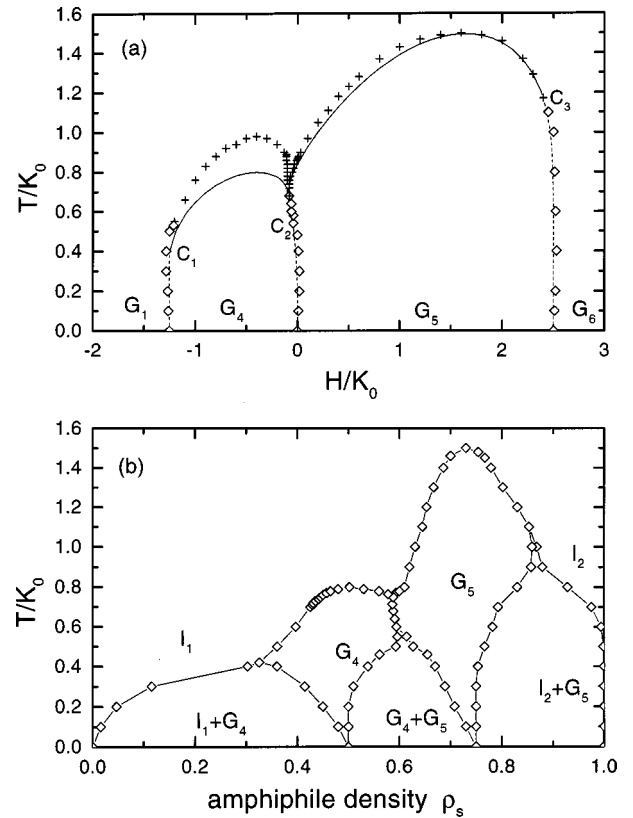 (a)
T/K₀
1.6
1.4
1.2
1.0
0.8
0.6
0.4
0.2
0.0
C₁
C₂
C₃
G₁
G₄
G₅
G₆
-2 -1 0 1 2 3
H/K₀
(b)
T/K₀
1.6
1.4
1.2
1.0
0.8
0.6
0.4
0.2
0.0
I₁
I₂
G₄
G₅
I₁+G₄
G₄+G₅
I₂+G₅
0.0 0.2 0.4 0.6 0.8 1.0
amphiphile density ρₛ